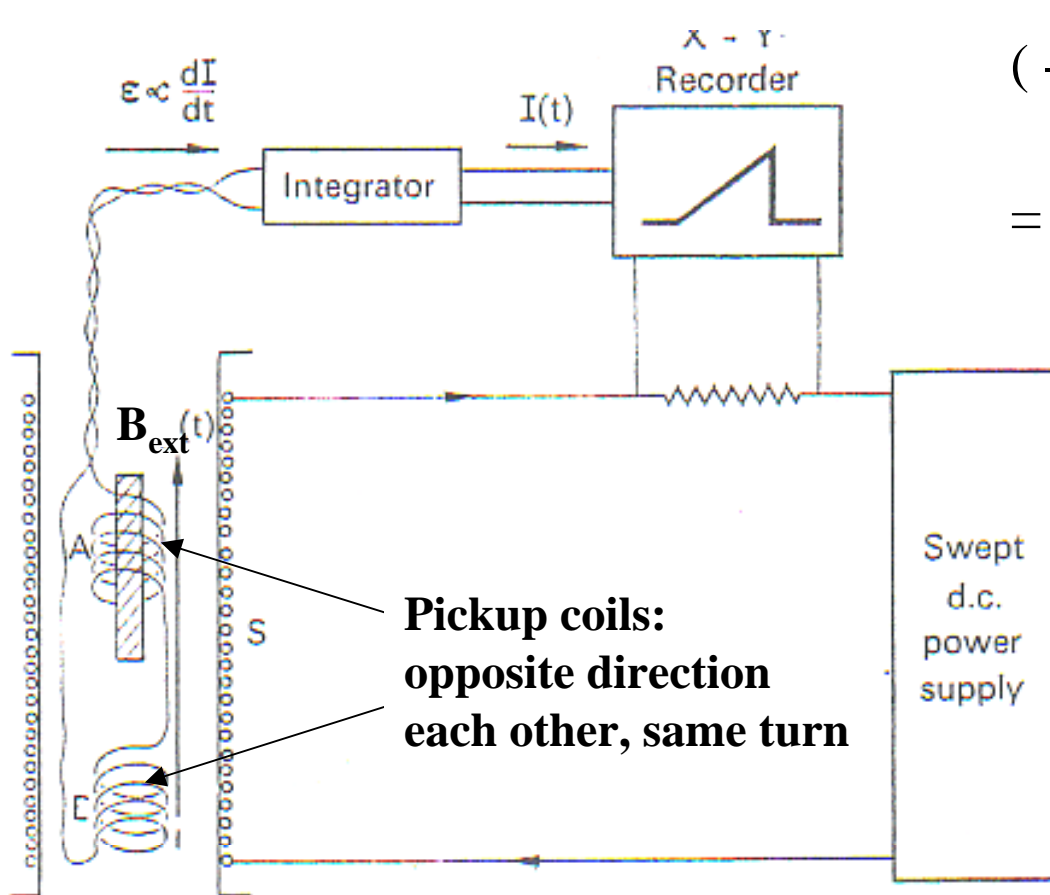 X - Y
Recorder
( -
ε ∝ dI/dt
I(t)
Integrator
=
B_ext(t)
A
S
Pickup coils:
opposite direction
each other, same turn
Swept
d.c.
power
supply